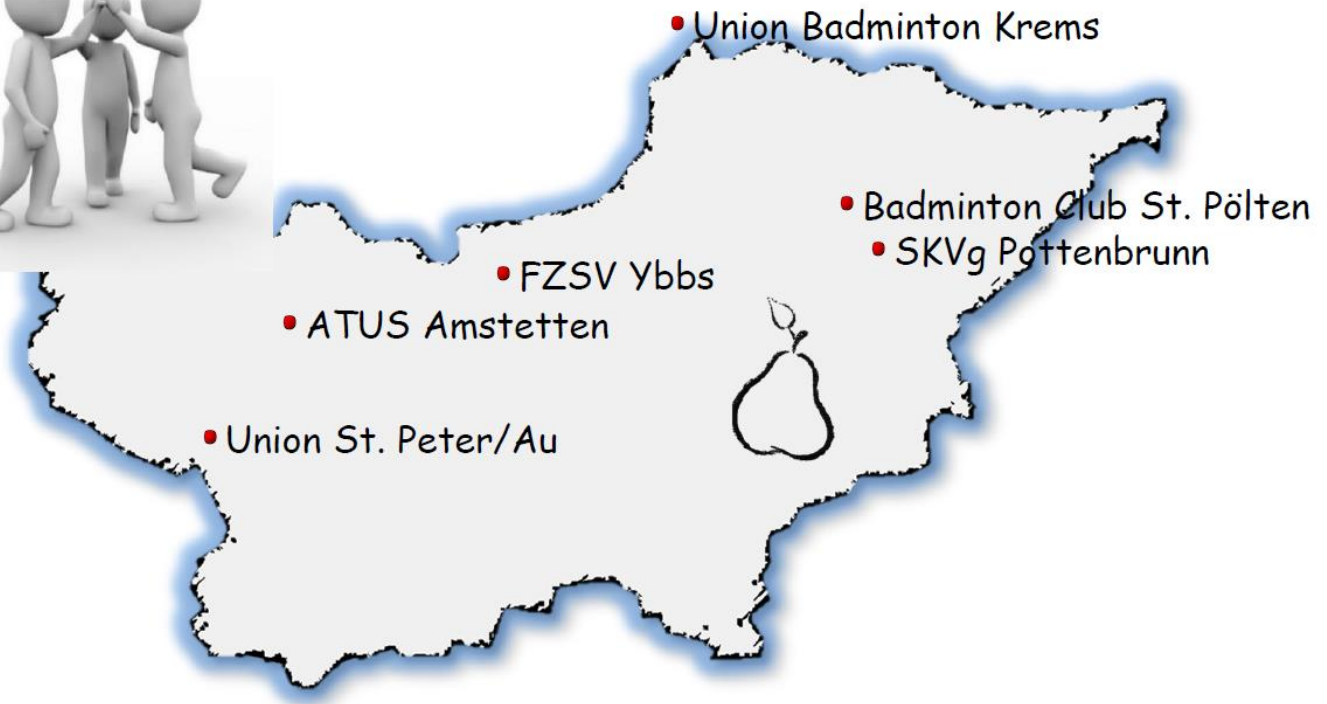 Union Badminton Krems
Badminton Club St. Pölten
SKVg Pottenbrunn
FZSV Ybbs
ATUS Amstetten
Union St. Peter/Au